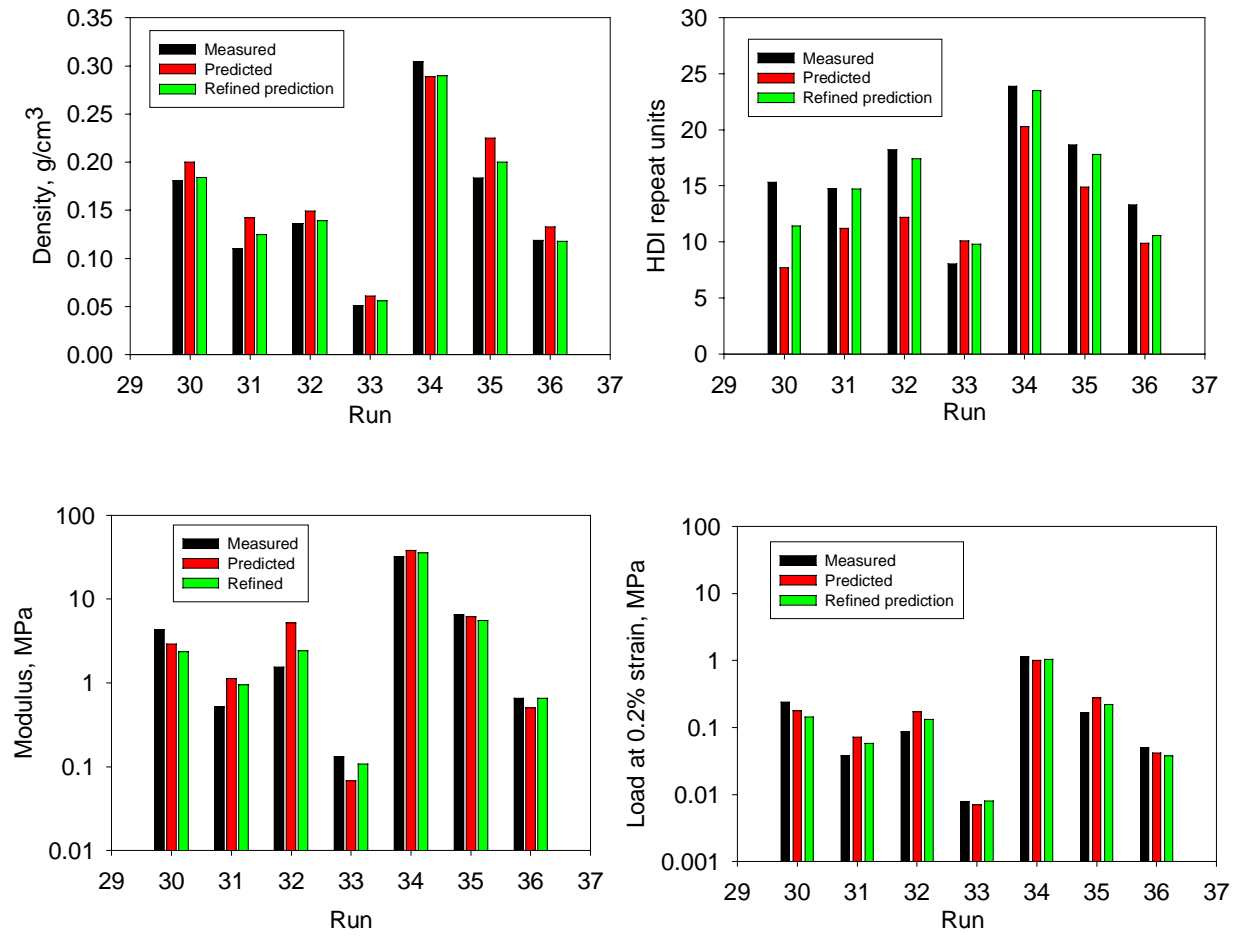 0.35
0.30
0.25
0.20
0.15
0.10
0.05
0.00
Density, g/cm³
Measured
Predicted
Refined prediction
29 30 31 32 33 34 35 36 37
Run
30
25
20
15
10
5
0
HDI repeat units
Measured
Predicted
Refined prediction
29 30 31 32 33 34 35 36 37
Run
100
10
1
0.1
0.01
Modulus, MPa
Measured
Predicted
Refined
29 30 31 32 33 34 35 36 37
Run
100
10
1
0.1
0.01
0.001
Load at 0.2% strain, MPa
Measured
Predicted
Refined prediction
29 30 31 32 33 34 35 36 37
Run